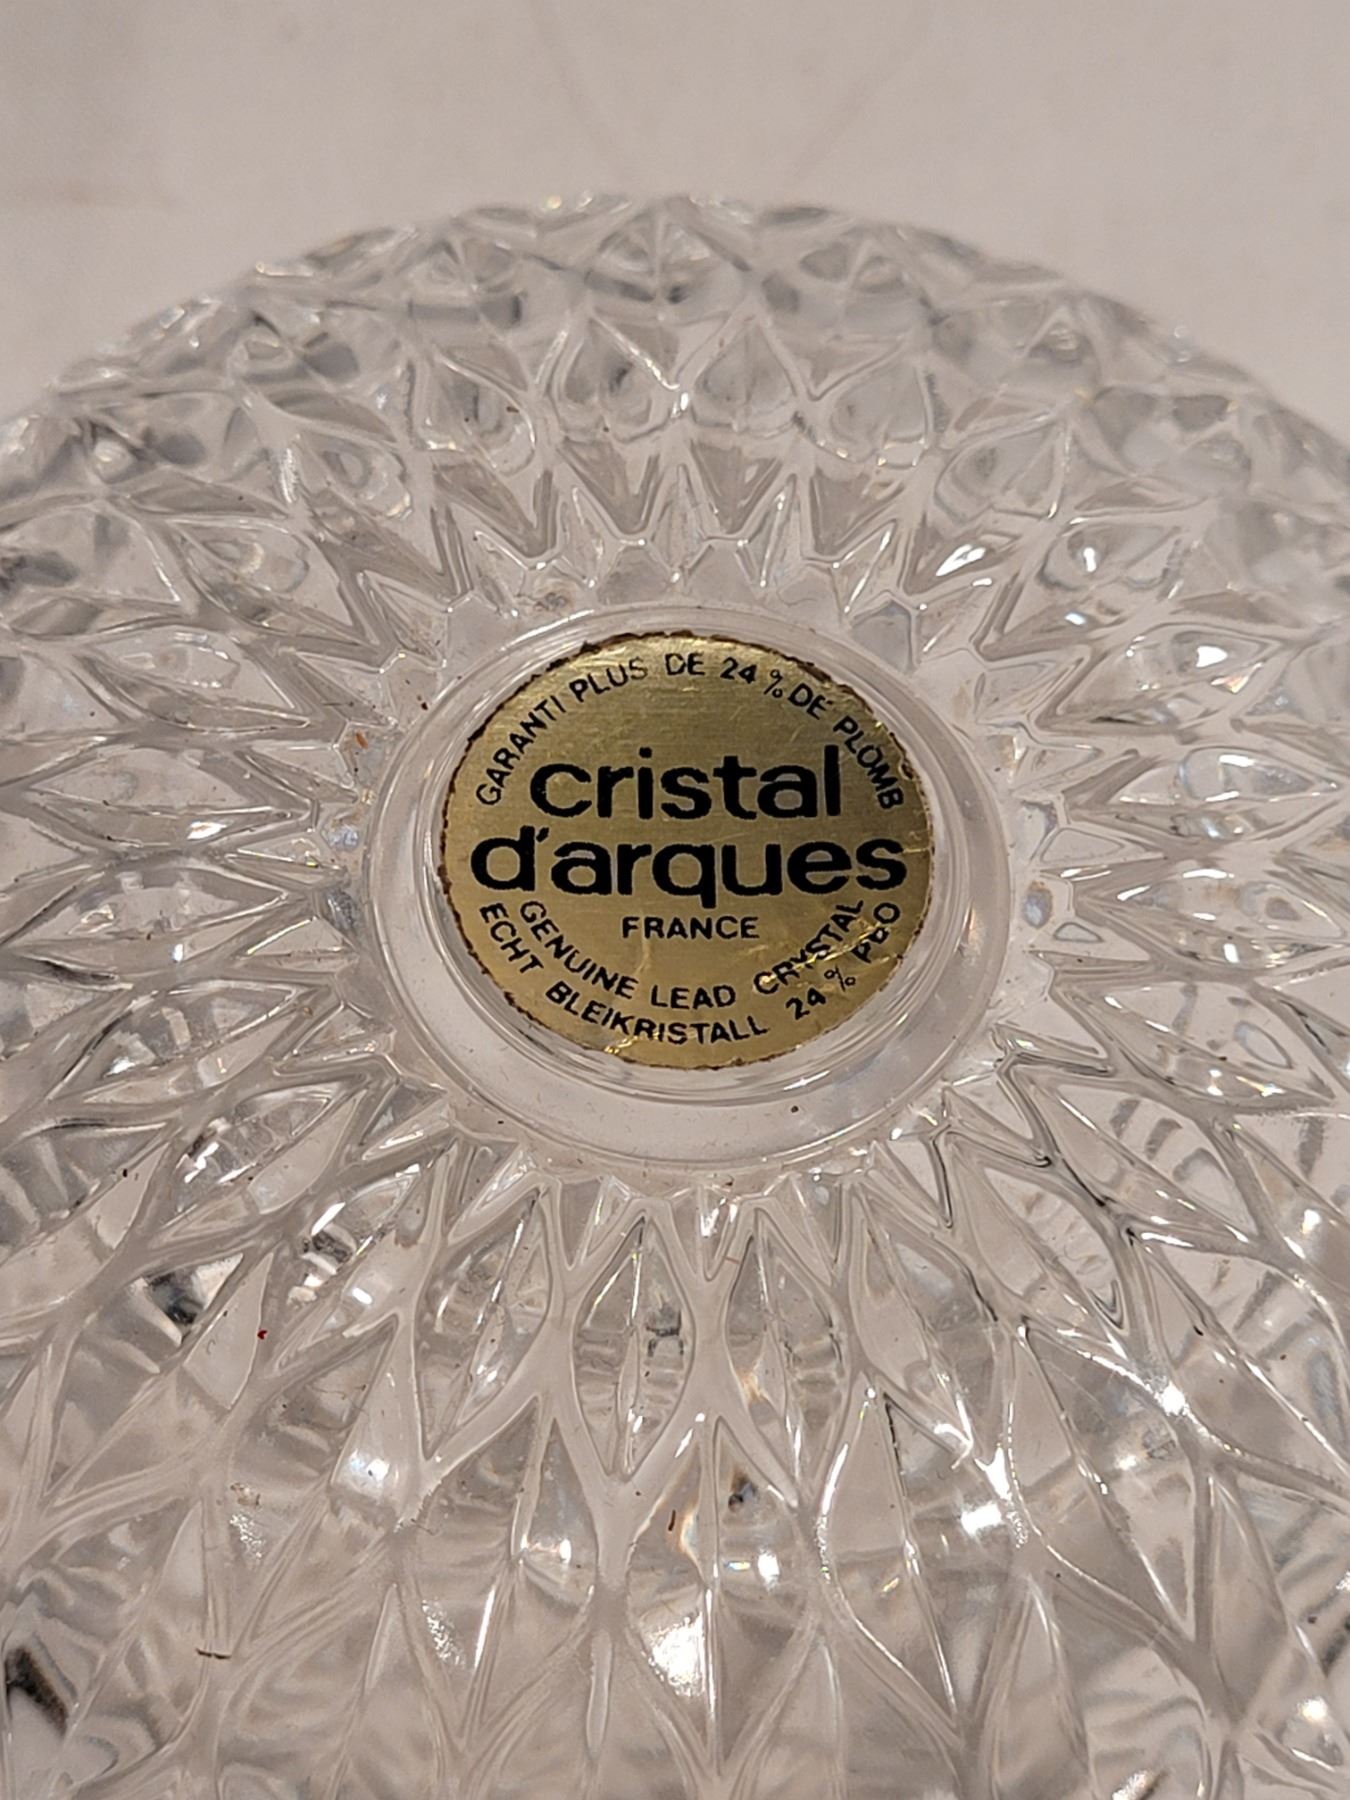 GARANTI PLUS DE 24 % DE PLOMB
cristal
d'arques
FRANCE
GENUINE LEAD CRYSTAL
ECHT BLEIKRISTALL 24 % PBO